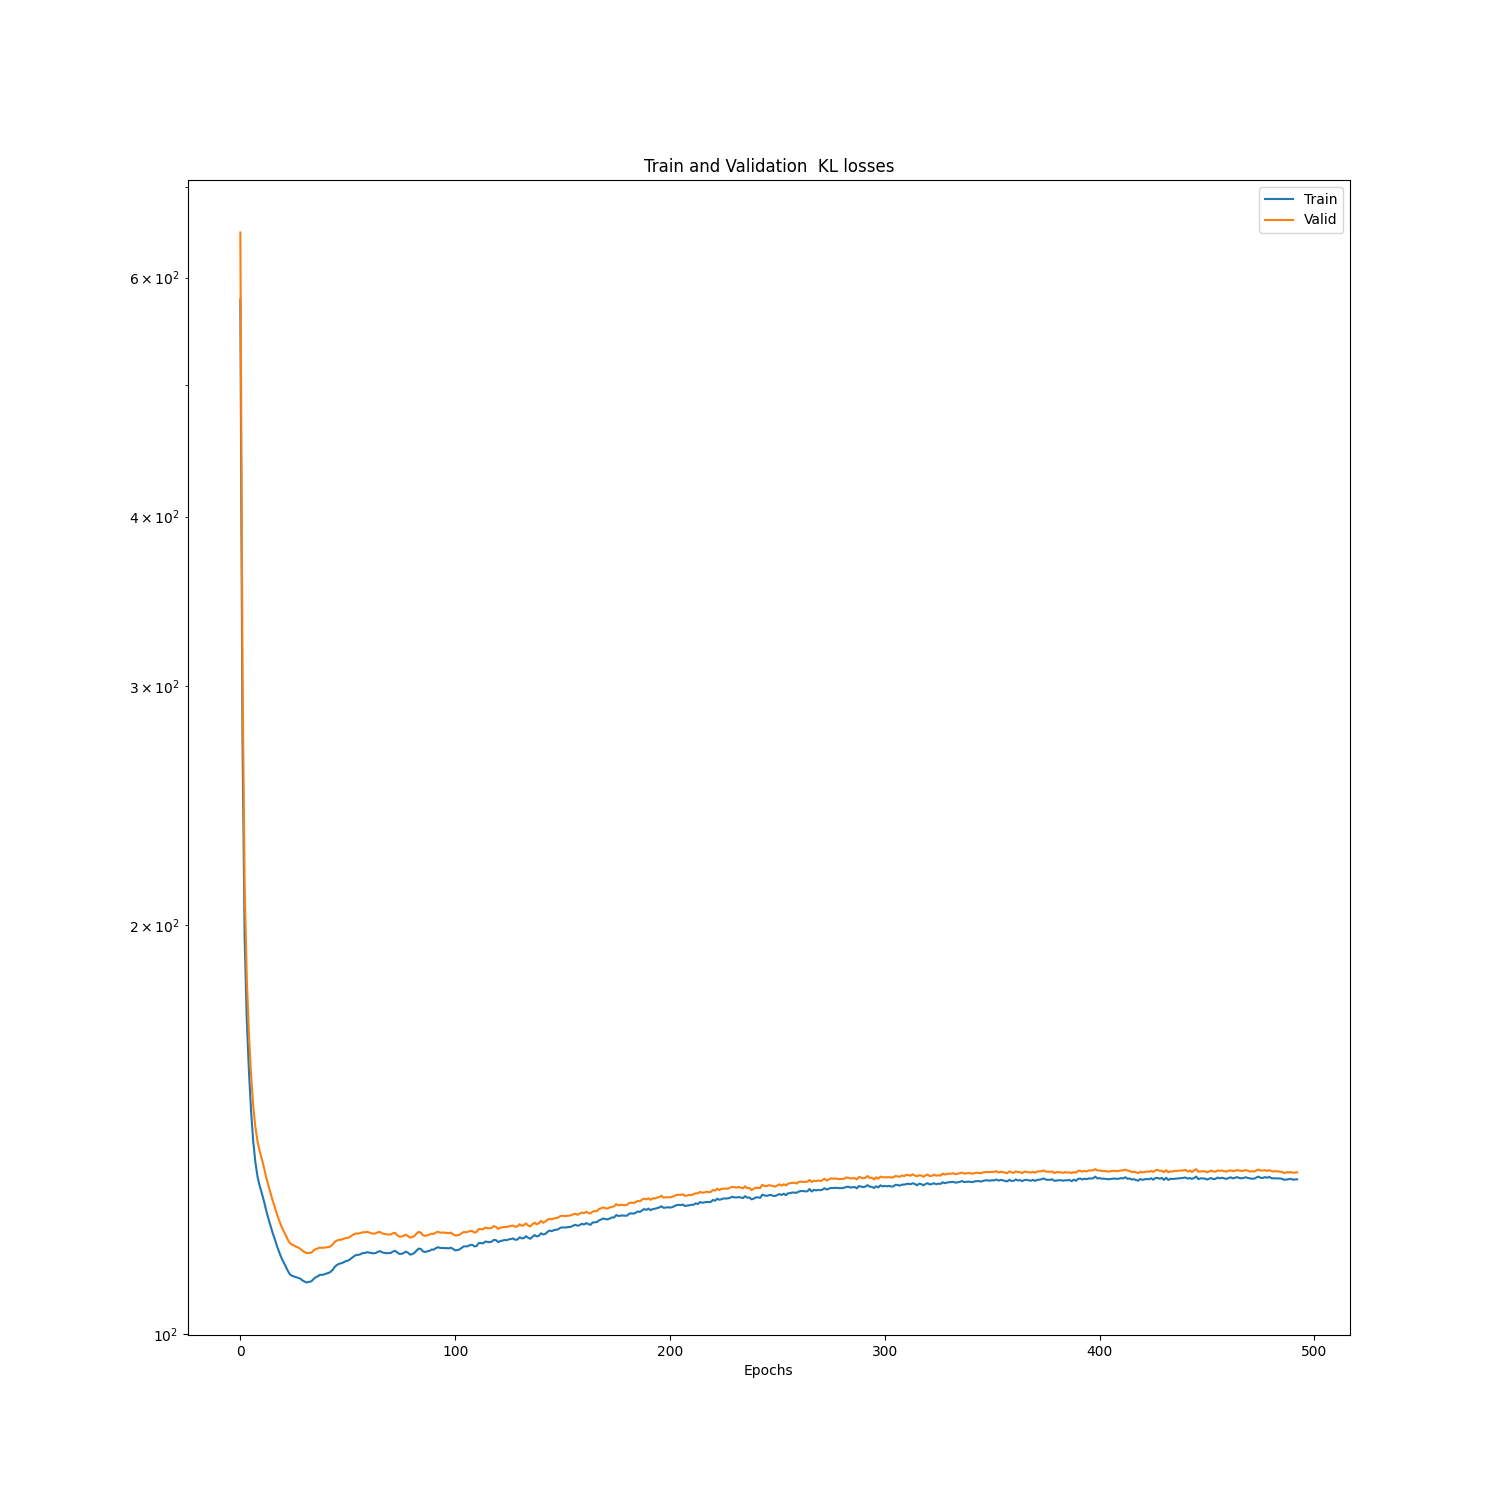 Train and Validation  KL losses
Train
Valid
6 × 10²
4 × 10²
3 × 10²
2 × 10²
10²
0 100 200 300 400 500
Epochs